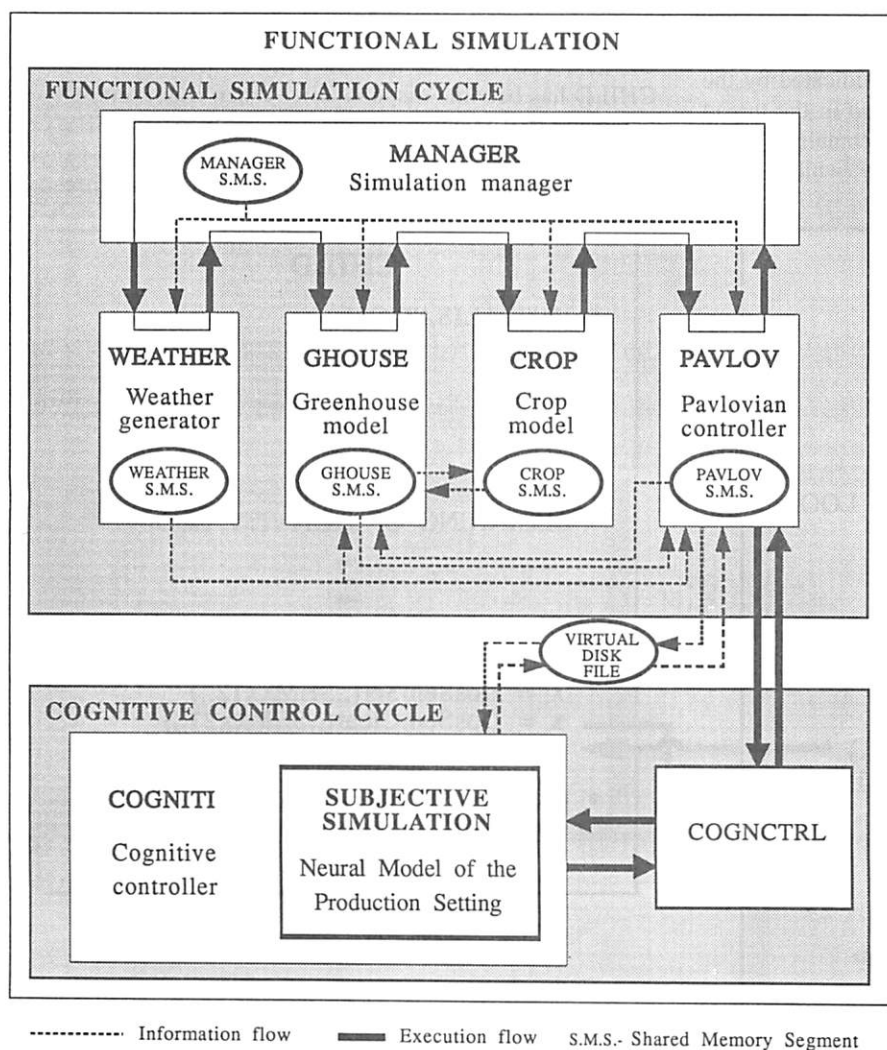 FUNCTIONAL SIMULATION
FUNCTIONAL SIMULATION CYCLE
MANAGER
S.M.S.
MANAGER
Simulation manager
WEATHER
Weather
generator
WEATHER
S.M.S.
GHOUSE
Greenhouse
model
GHOUSE
S.M.S.
CROP
Crop
model
CROP
S.M.S.
PAVLOV
Pavlovian
controller
PAVLOV
S.M.S.
VIRTUAL
DISK
FILE
COGNITIVE CONTROL CYCLE
COGNITI
Cognitive
controller
SUBJECTIVE
SIMULATION
Neural Model of the
Production Setting
COGNCTRL
Information flow
Execution flow
S.M.S.- Shared Memory Segment